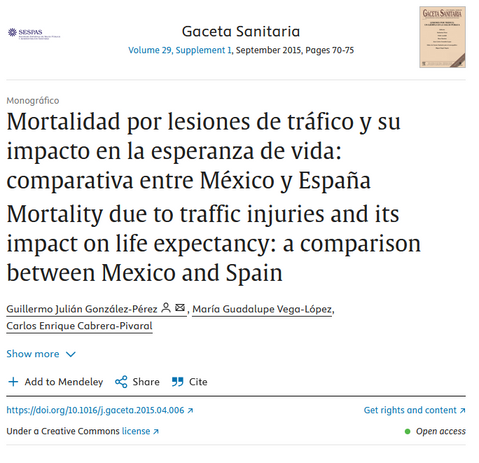 SESPAS
Gaceta Sanitaria
Volume 29, Supplement 1, September 2015, Pages 70-75
GACETA SANITARIA
Monográfico
Mortalidad por lesiones de tráfico y su
impacto en la esperanza de vida:
comparativa entre México y España
Mortality due to traffic injuries and its
impact on life expectancy: a comparison
between Mexico and Spain
Guillermo Julián González-Pérez, María Guadalupe Vega-López,
Carlos Enrique Cabrera-Pivaral
Show more
Add to Mendeley Share Cite
https://doi.org/10.1016/j.gaceta.2015.04.006 Get rights and content
Under a Creative Commons license Open access